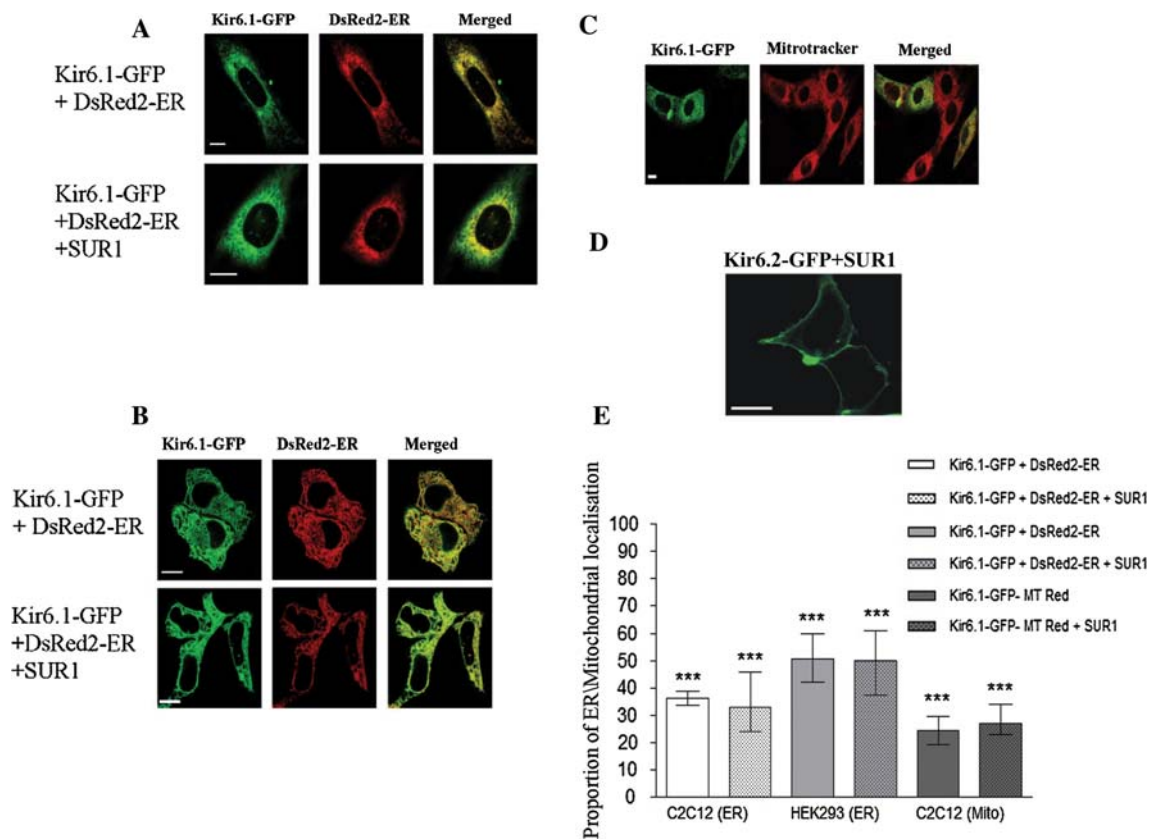 A
Kir6.1-GFP DsRed2-ER Merged
Kir6.1-GFP
+ DsRed2-ER
Kir6.1-GFP
+DsRed2-ER
+SUR1
B
Kir6.1-GFP DsRed2-ER Merged
Kir6.1-GFP
+ DsRed2-ER
Kir6.1-GFP
+DsRed2-ER
+SUR1
C
Kir6.1-GFP Mitrotracker Merged
D
Kir6.2-GFP+SUR1
E
Proportion of ER\Mitochondrial localisation
100
90
80
70
60
50
40
30
20
10
0
*** *** *** *** *** ***
C2C12 (ER) HEK293 (ER) C2C12 (Mito)
Kir6.1-GFP + DsRed2-ER
Kir6.1-GFP + DsRed2-ER + SUR1
Kir6.1-GFP + DsRed2-ER
Kir6.1-GFP + DsRed2-ER + SUR1
Kir6.1-GFP- MT Red
Kir6.1-GFP- MT Red + SUR1